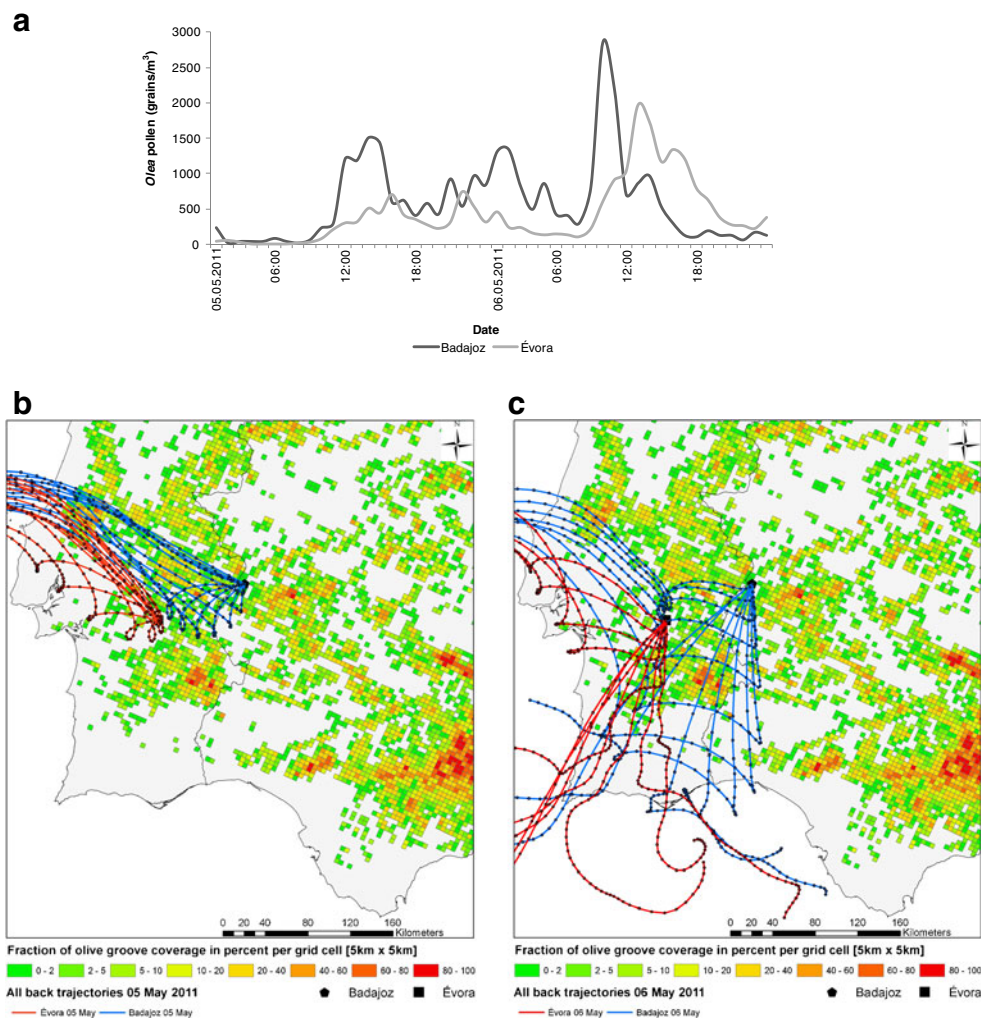 a
3000
2500
2000
1500
1000
500
0
Olea pollen (grains/m³)
05.05.2011
06:00
12:00
18:00
06.05.2011
06:00
12:00
18:00
Date
Badajoz
Évora
b
N
0 20 40 80 120 160
Kilometers
Fraction of olive groove coverage in percent per grid cell [5km x 5km]
0 - 2
2 - 5
5 - 10
10 - 20
20 - 40
40 - 60
60 - 80
80 - 100
All back trajectories 05 May 2011
Badajoz
Évora
Évora 05 May
Badajoz 05 May
c
N
0 20 40 80 120 160
Kilometers
Fraction of olive groove coverage in percent per grid cell [5km x 5km]
0 - 2
2 - 5
5 - 10
10 - 20
20 - 40
40 - 60
60 - 80
80 - 100
All back trajectories 06 May 2011
Badajoz
Évora
Évora 06 May
Badajoz 06 May